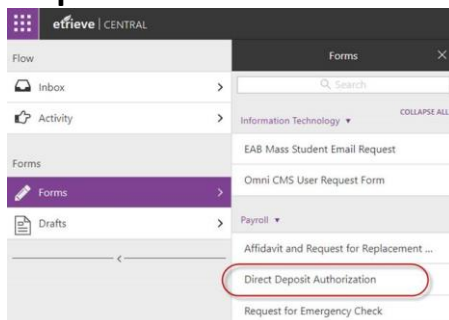 etrieve | CENTRAL
Flow
Inbox
Activity
Forms
Forms
Drafts
Forms
Search
Information Technology
COLLAPSE ALL
EAB Mass Student Email Request
Omni CMS User Request Form
Payroll
Affidavit and Request for Replacement ...
Direct Deposit Authorization
Request for Emergency Check